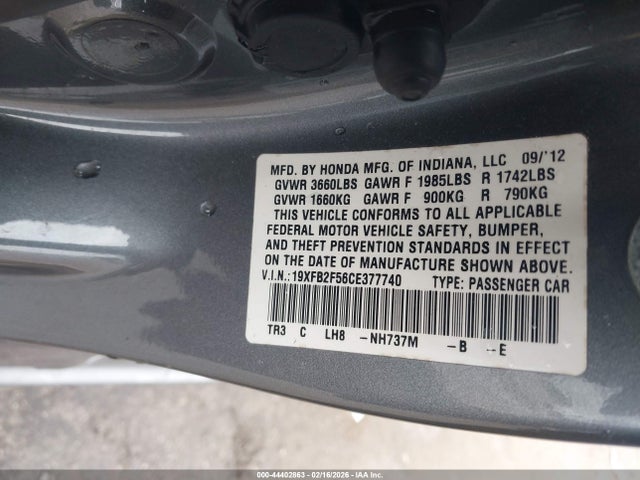 MFD. BY HONDA MFG. OF INDIANA, LLC 09/'12
GVWR 3660LBS GAWR F 1985LBS R 1742LBS
GVWR 1660KG GAWR F 900KG R 790KG
THIS VEHICLE CONFORMS TO ALL APPLICABLE
FEDERAL MOTOR VEHICLE SAFETY, BUMPER,
AND THEFT PREVENTION STANDARDS IN EFFECT
ON THE DATE OF MANUFACTURE SHOWN ABOVE.
V.I.N.:19XFB2F56CE377740 TYPE: PASSENGER CAR
TR3 C LH8 -NH737M -B --E
000-44402863 - 02/16/2026 - © IAA Inc.